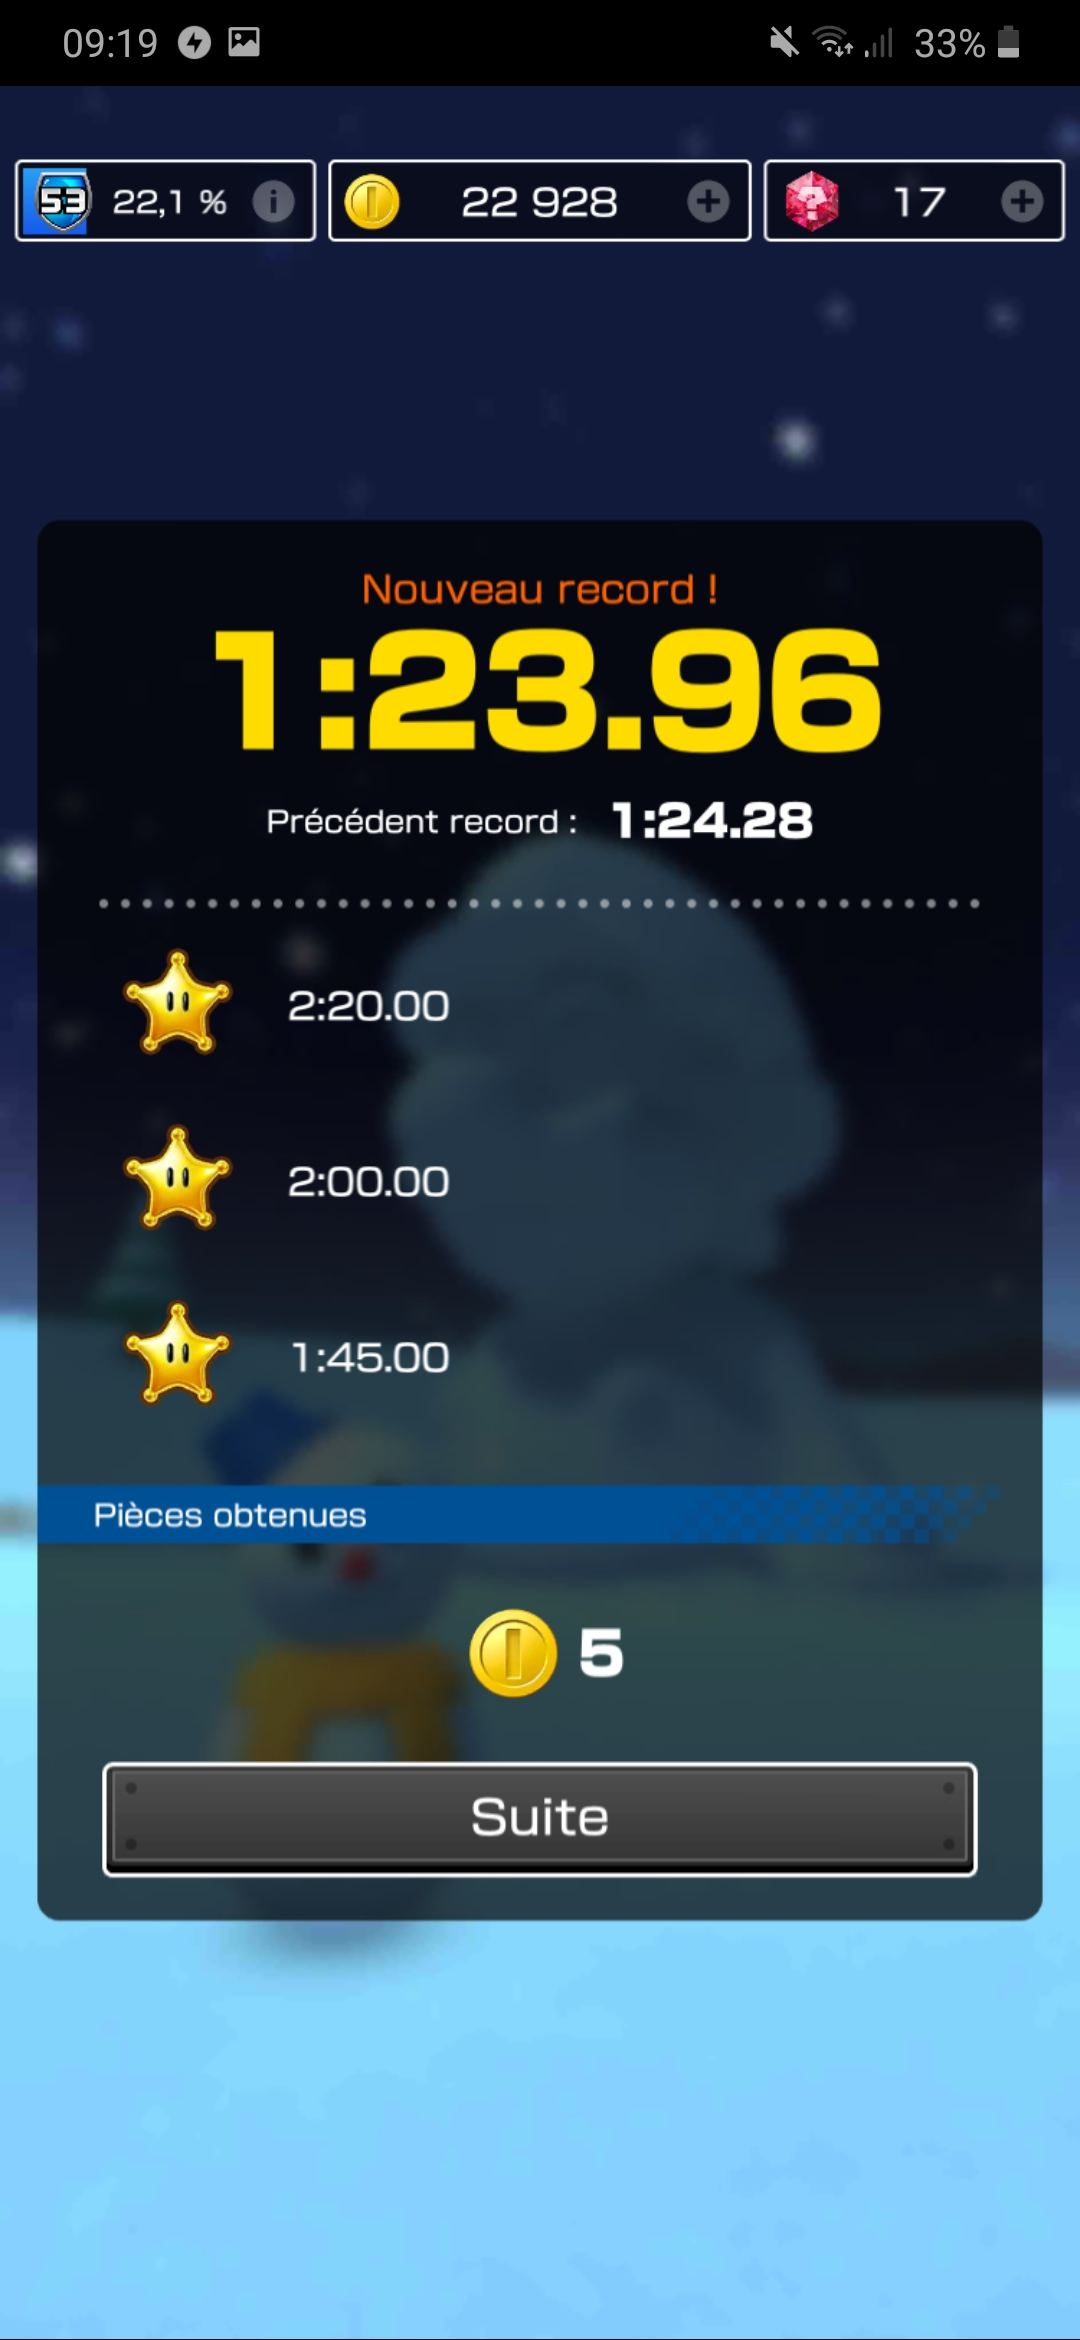 09:19 33%
53 22,1 % i 22 928 + 17 +
Nouveau record !
1:23.96
Précédent record : 1:24.28
2:20.00
2:00.00
1:45.00
Pièces obtenues
5
Suite